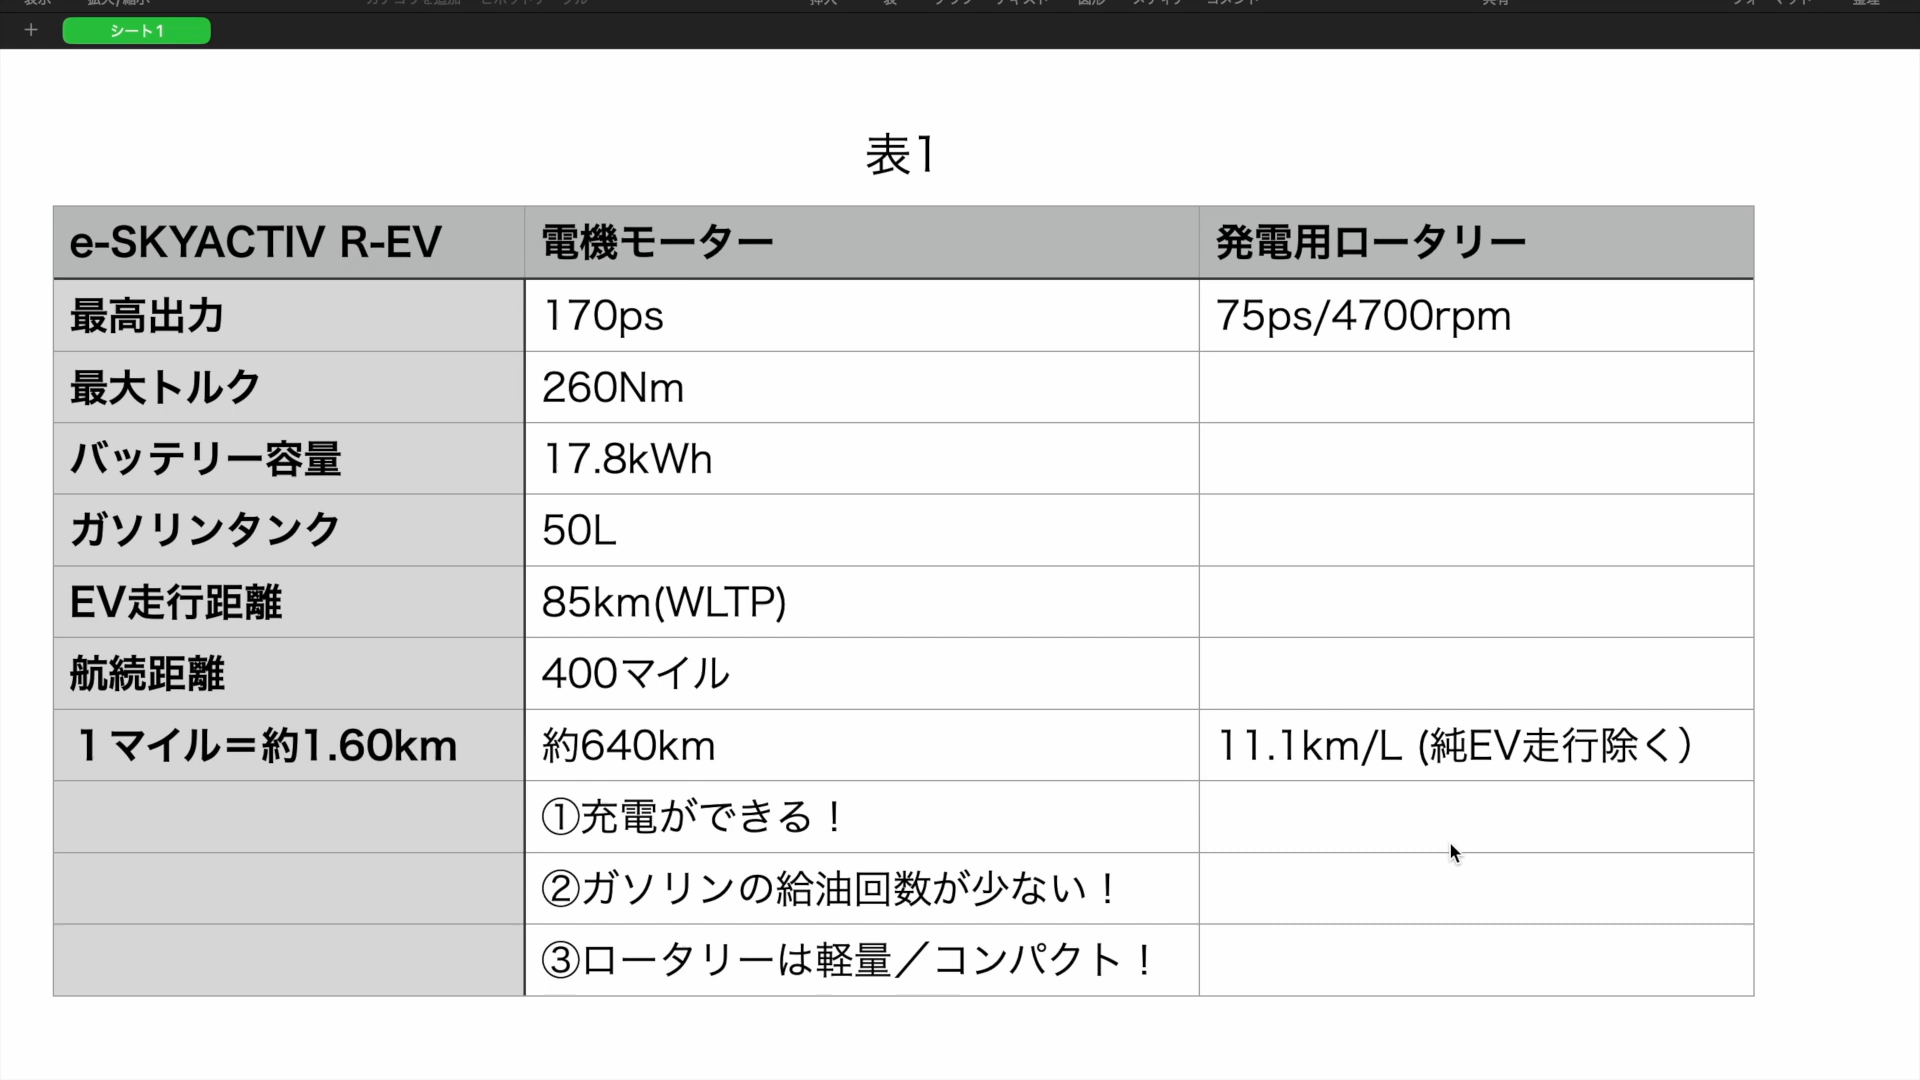 シート1
表1
e-SKYACTIV R-EV 電機モーター 発電用ロータリー
最高出力 170ps 75ps/4700rpm
最大トルク 260Nm
バッテリー容量 17.8kWh
ガソリンタンク 50L
EV走行距離 85km(WLTP)
航続距離 400マイル
１マイル＝約1.60km 約640km 11.1km/L (純EV走行除く）
①充電ができる！
②ガソリンの給油回数が少ない！
③ロータリーは軽量／コンパクト！